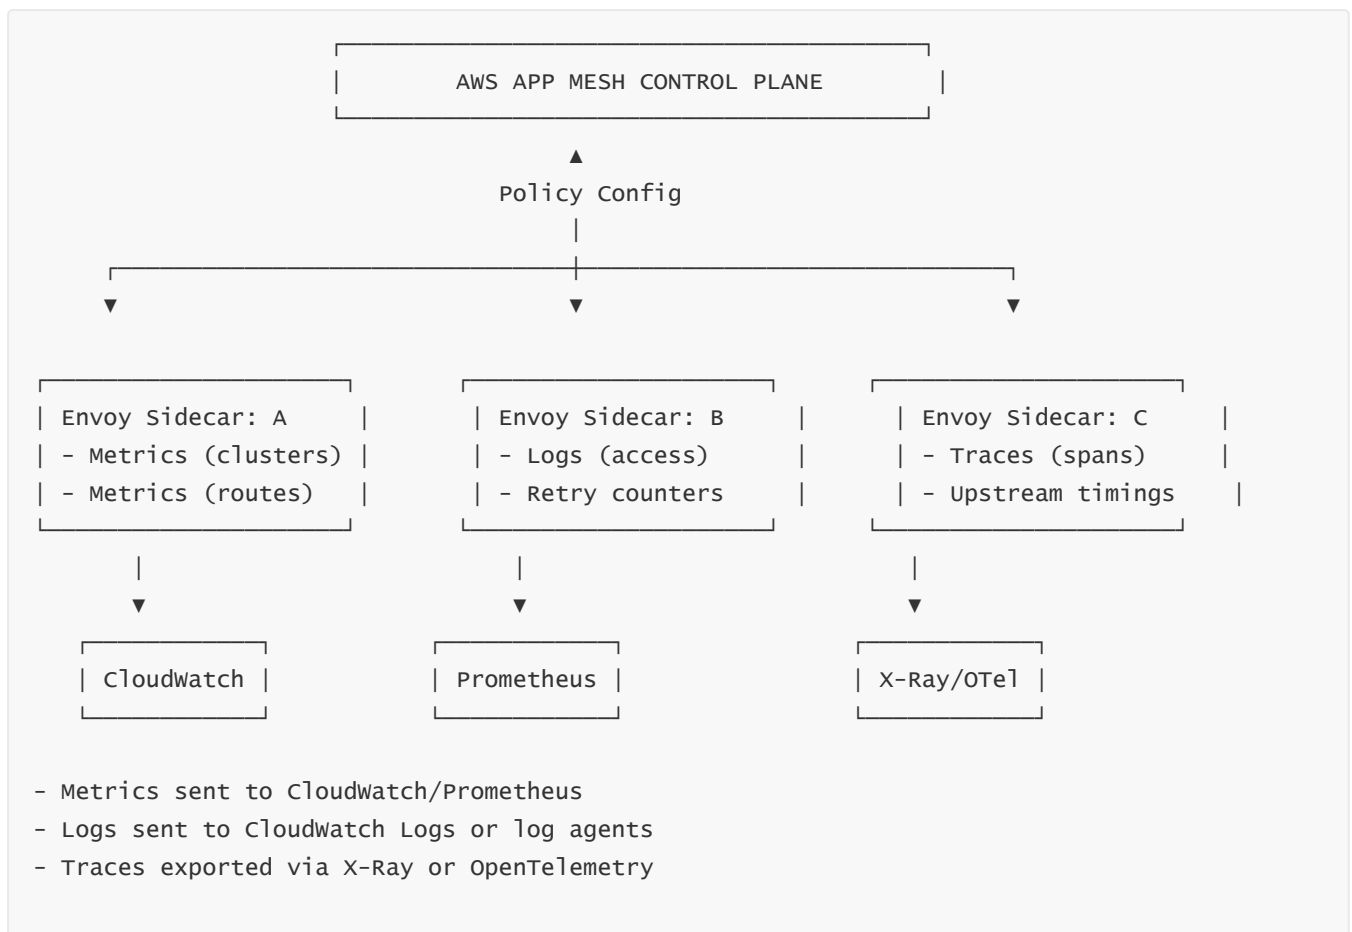 AWS APP MESH CONTROL PLANE
Policy Config
Envoy Sidecar: A Envoy Sidecar: B Envoy Sidecar: C
- Metrics (clusters) - Logs (access) - Traces (spans)
- Metrics (routes) - Retry counters - Upstream timings
CloudWatch Prometheus X-Ray/OTel
- Metrics sent to CloudWatch/Prometheus
- Logs sent to CloudWatch Logs or log agents
- Traces exported via X-Ray or OpenTelemetry